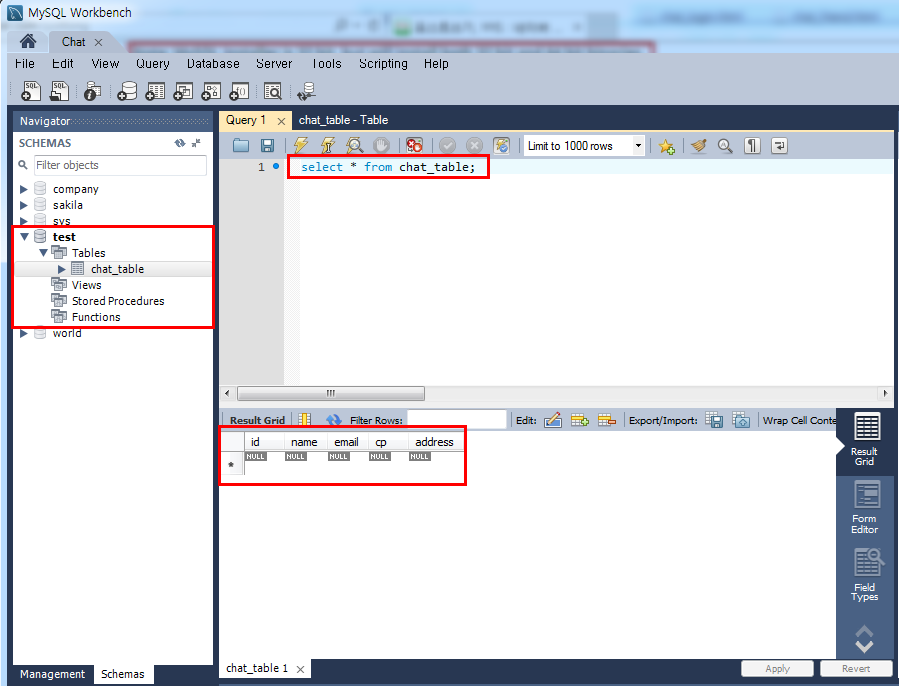 MySQL Workbench
Chat
File Edit View Query Database Server Tools Scripting Help
Navigator
SCHEMAS
Filter objects
company
sakila
sys
test
Tables
chat_table
Views
Stored Procedures
Functions
world
Management Schemas
Query 1 chat_table - Table
Limit to 1000 rows
1 select * from chat_table;
Result Grid Filter Rows: Edit: Export/Import: Wrap Cell Conte
id name email cp address
* NULL NULL NULL NULL NULL
Result
Grid
Form
Editor
Field
Types
chat_table 1
Apply Revert